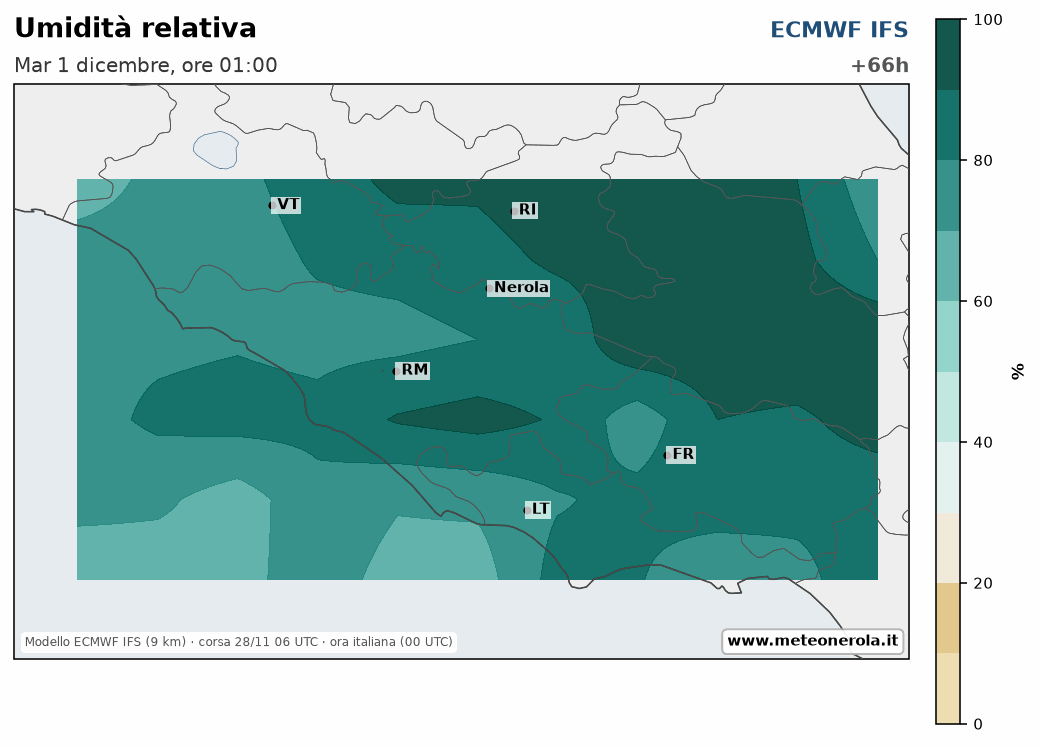 Umidità relativa
ECMWF IFS
Mar 1 dicembre, ore 01:00
+66h
100
80
60
40
20
0
%
VT
RI
Nerola
RM
FR
LT
Modello ECMWF IFS (9 km) · corsa 28/11 06 UTC · ora italiana (00 UTC)
www.meteonerola.it